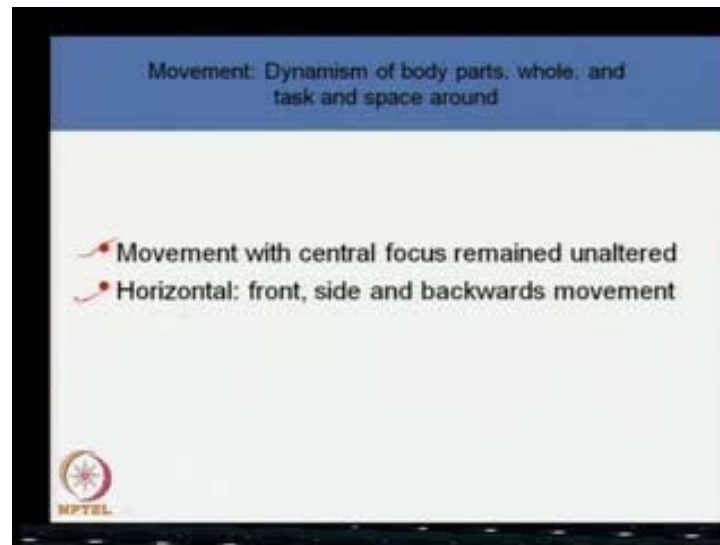 Movement: Dynamism of body parts, whole, and
task and space around
Movement with central focus remained unaltered
Horizontal: front, side and backwards movement
NPTEL